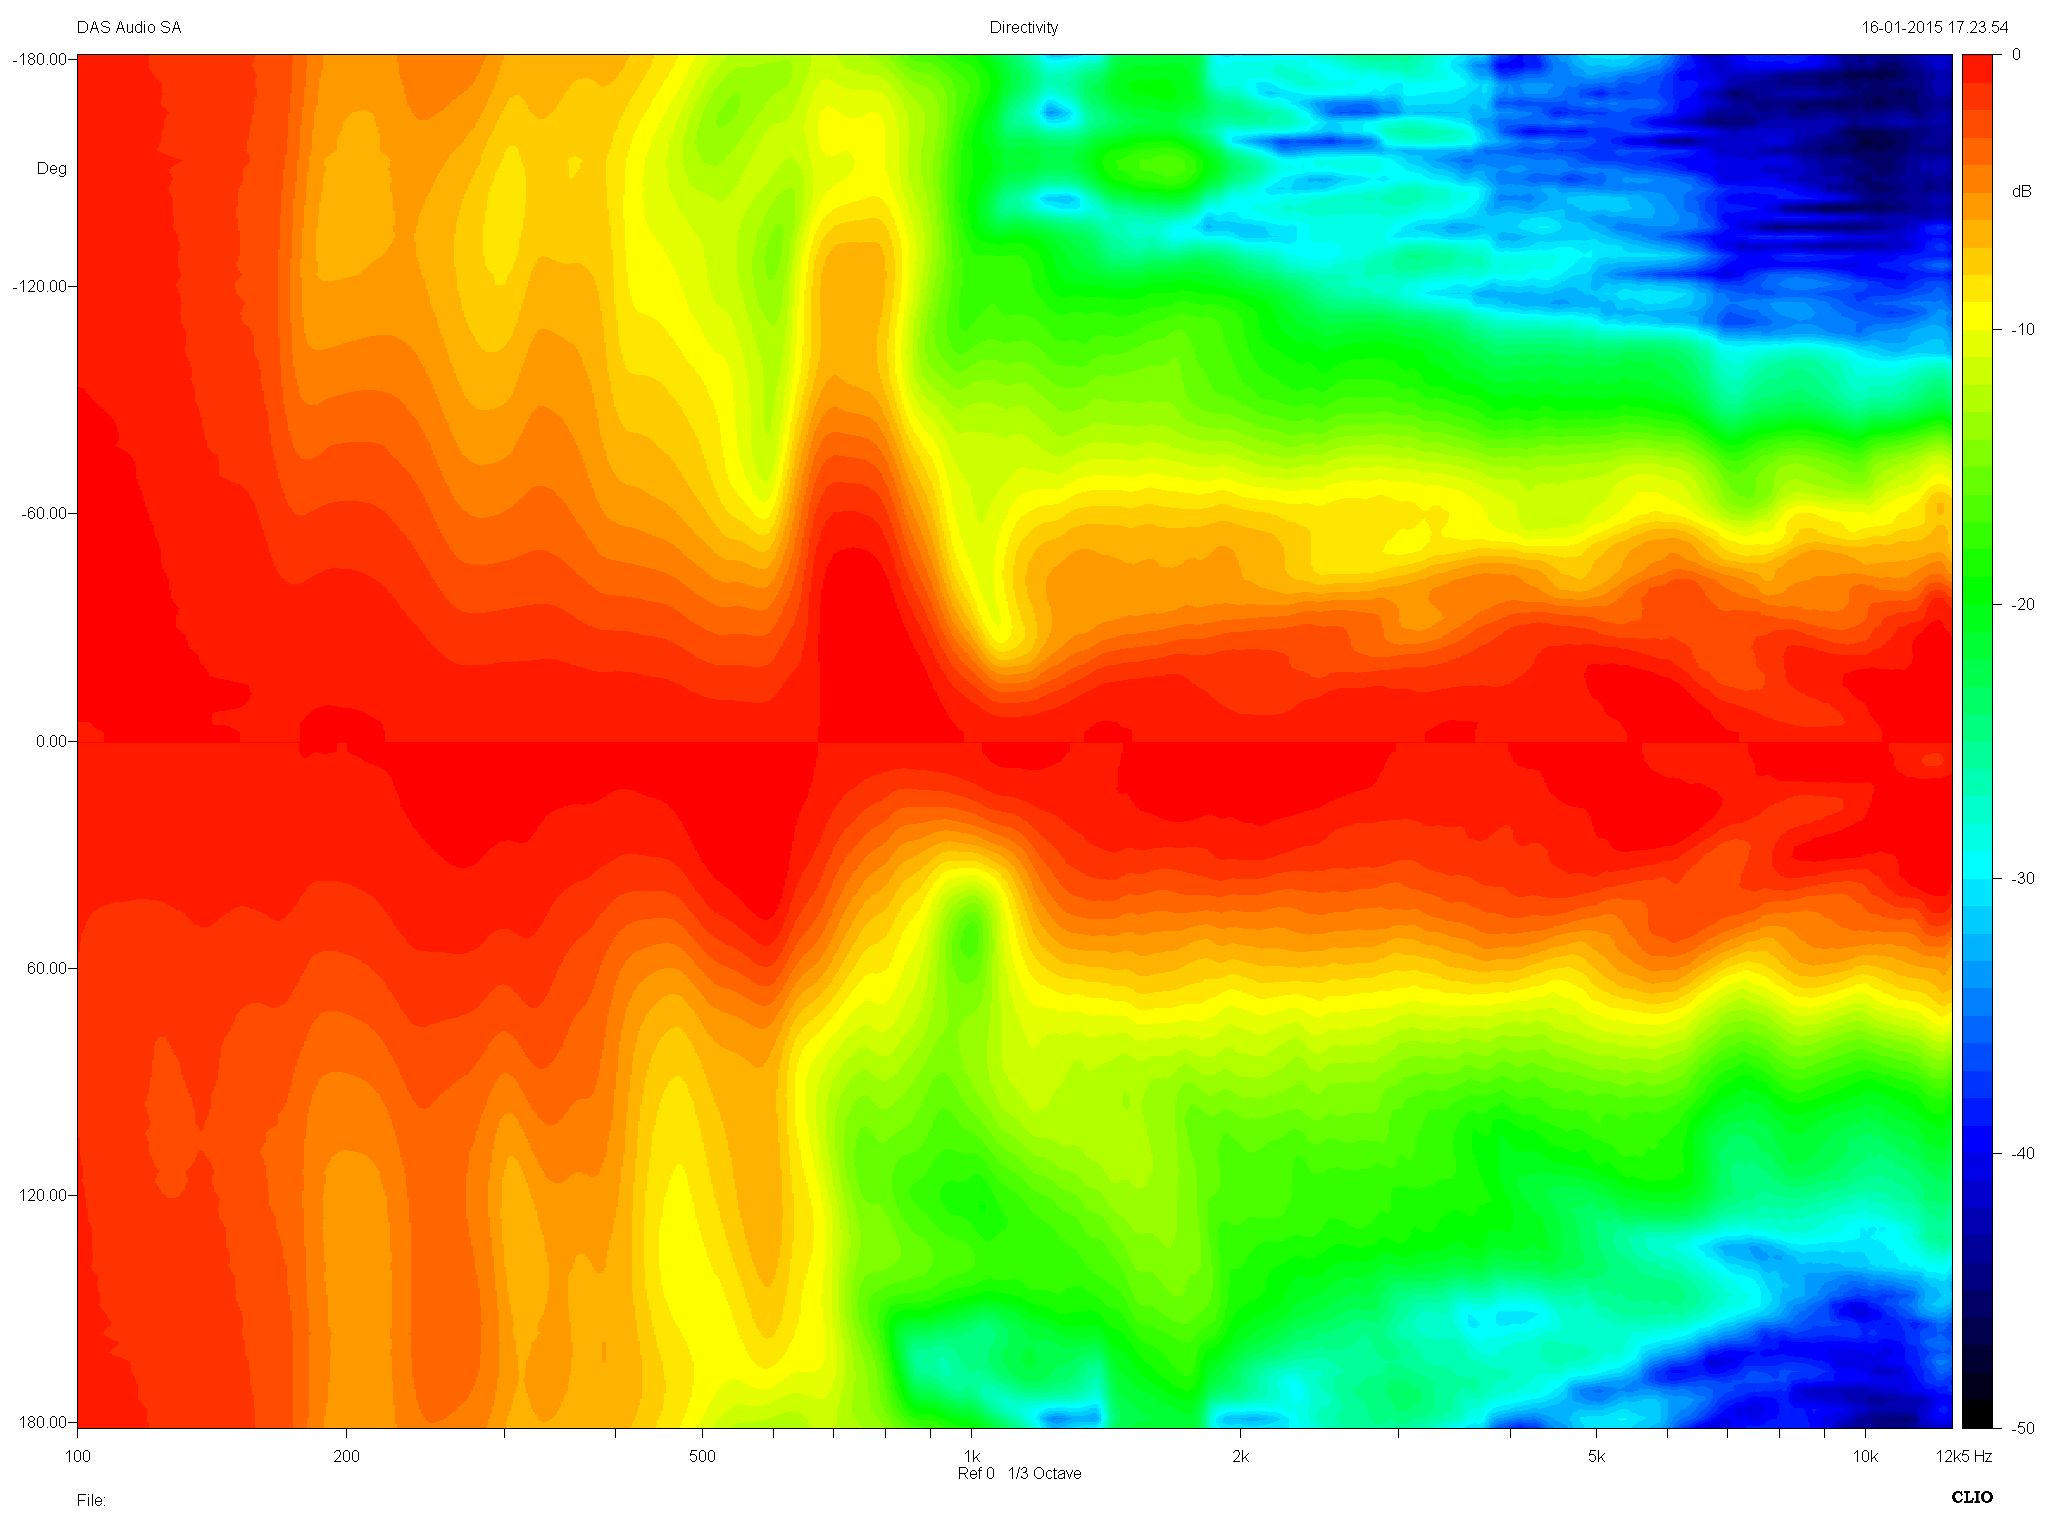 DAS Audio SA Directivity 16-01-2015 17.23.54
-180.00 0
Deg
dB
-120.00
-10
-60.00
-20
0.00
-30
60.00
-40
120.00
180.00 -50
100 200 500 1k 2k 5k 10k 12k5 Hz
Ref 0 1/3 Octave
File: CLIO